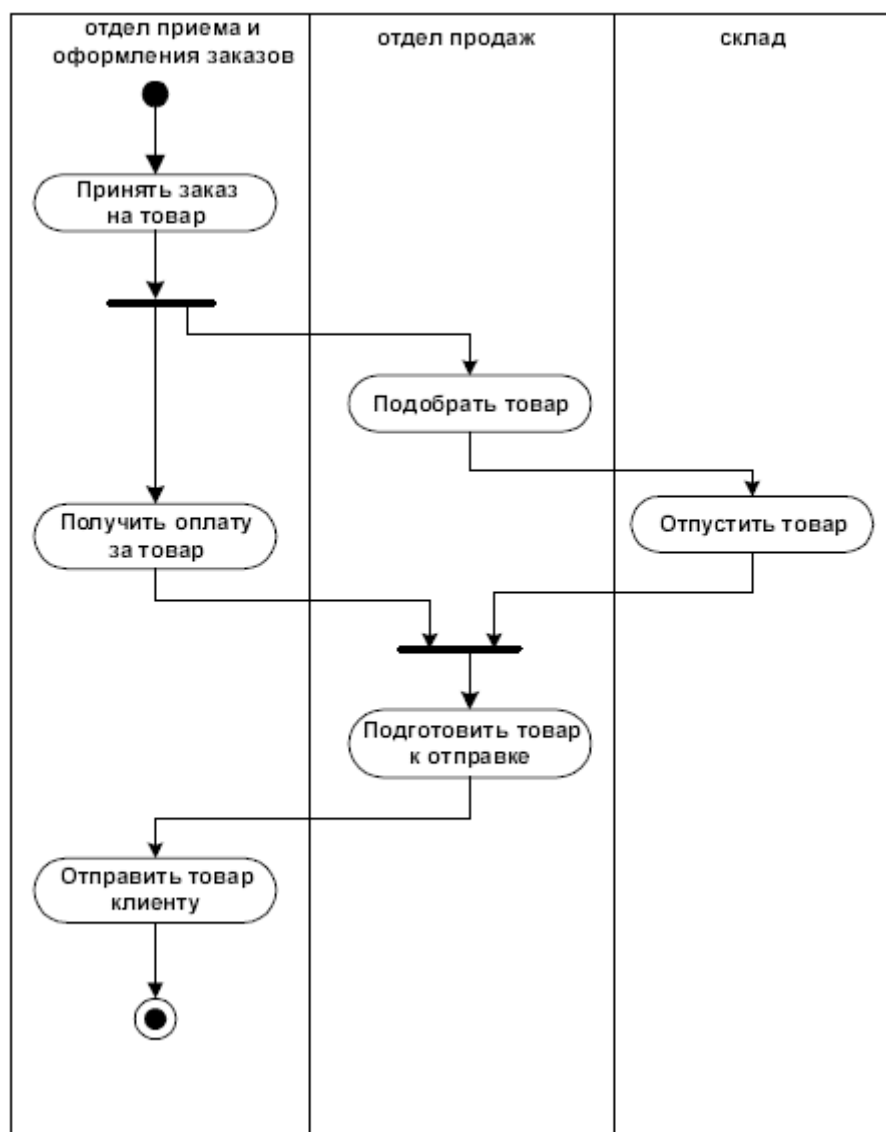 отдел приема и
оформления заказов
отдел продаж
склад
Принять заказ
на товар
Подобрать товар
Получить оплату
за товар
Отпустить товар
Подготовить товар
к отправке
Отправить товар
клиенту